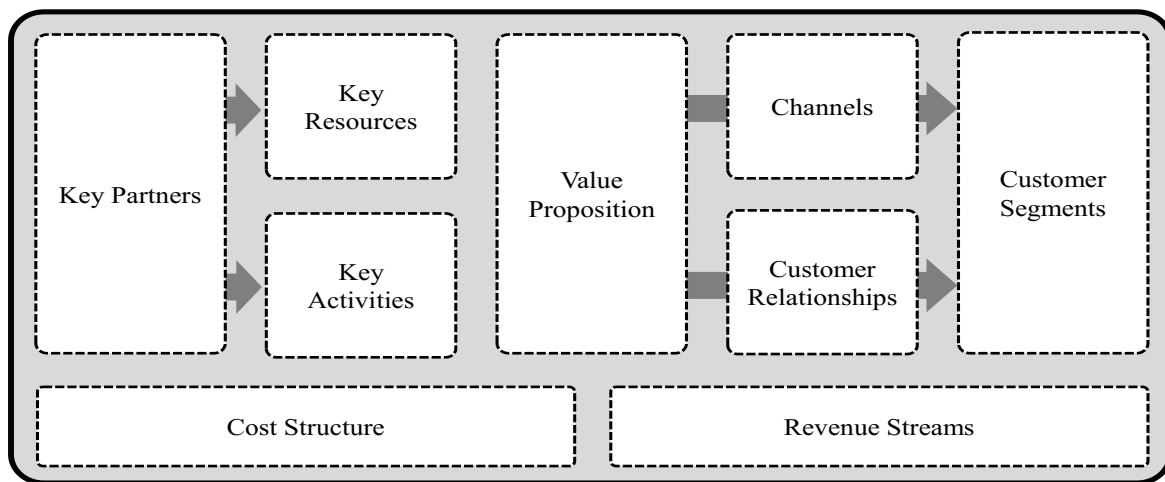 Key Partners
Key
Resources
Key
Activities
Value
Proposition
Channels
Customer
Relationships
Customer
Segments
Cost Structure
Revenue Streams